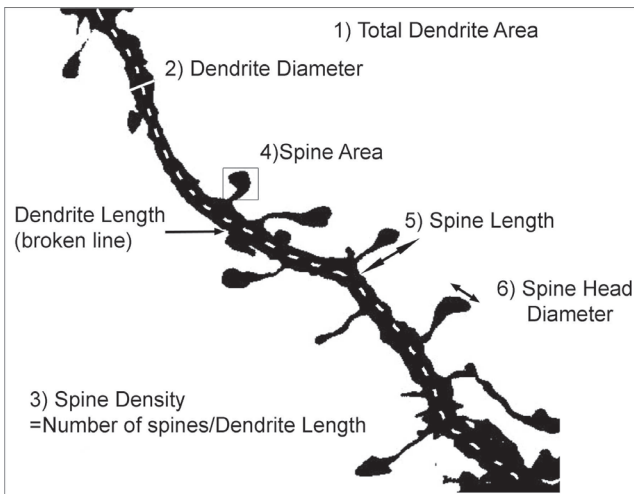 1) Total Dendrite Area
2) Dendrite Diameter
4)Spine Area
Dendrite Length
(broken line)
5) Spine Length
6) Spine Head
Diameter
3) Spine Density
=Number of spines/Dendrite Length